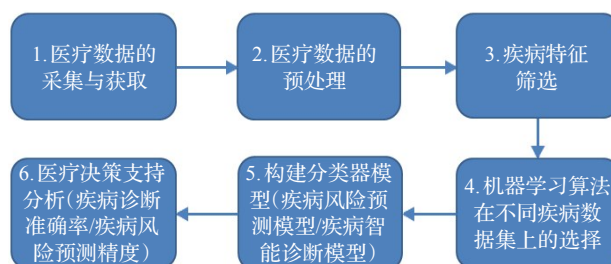 1.医疗数据的
采集与获取
2.医疗数据的
预处理
3.疾病特征
筛选
4.机器学习算法
在不同疾病数
据集上的选择
5.构建分类器模
型(疾病风险预
测模型/疾病智
能诊断模型)
6.医疗决策支持
分析(疾病诊断
准确率/疾病风
险预测精度)